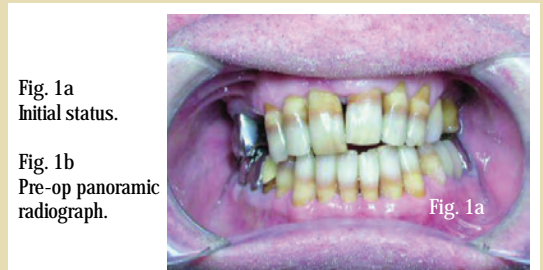 Fig. 1a
Initial status.
Fig. 1b
Pre-op panoramic
radiograph.
Fig. 1a